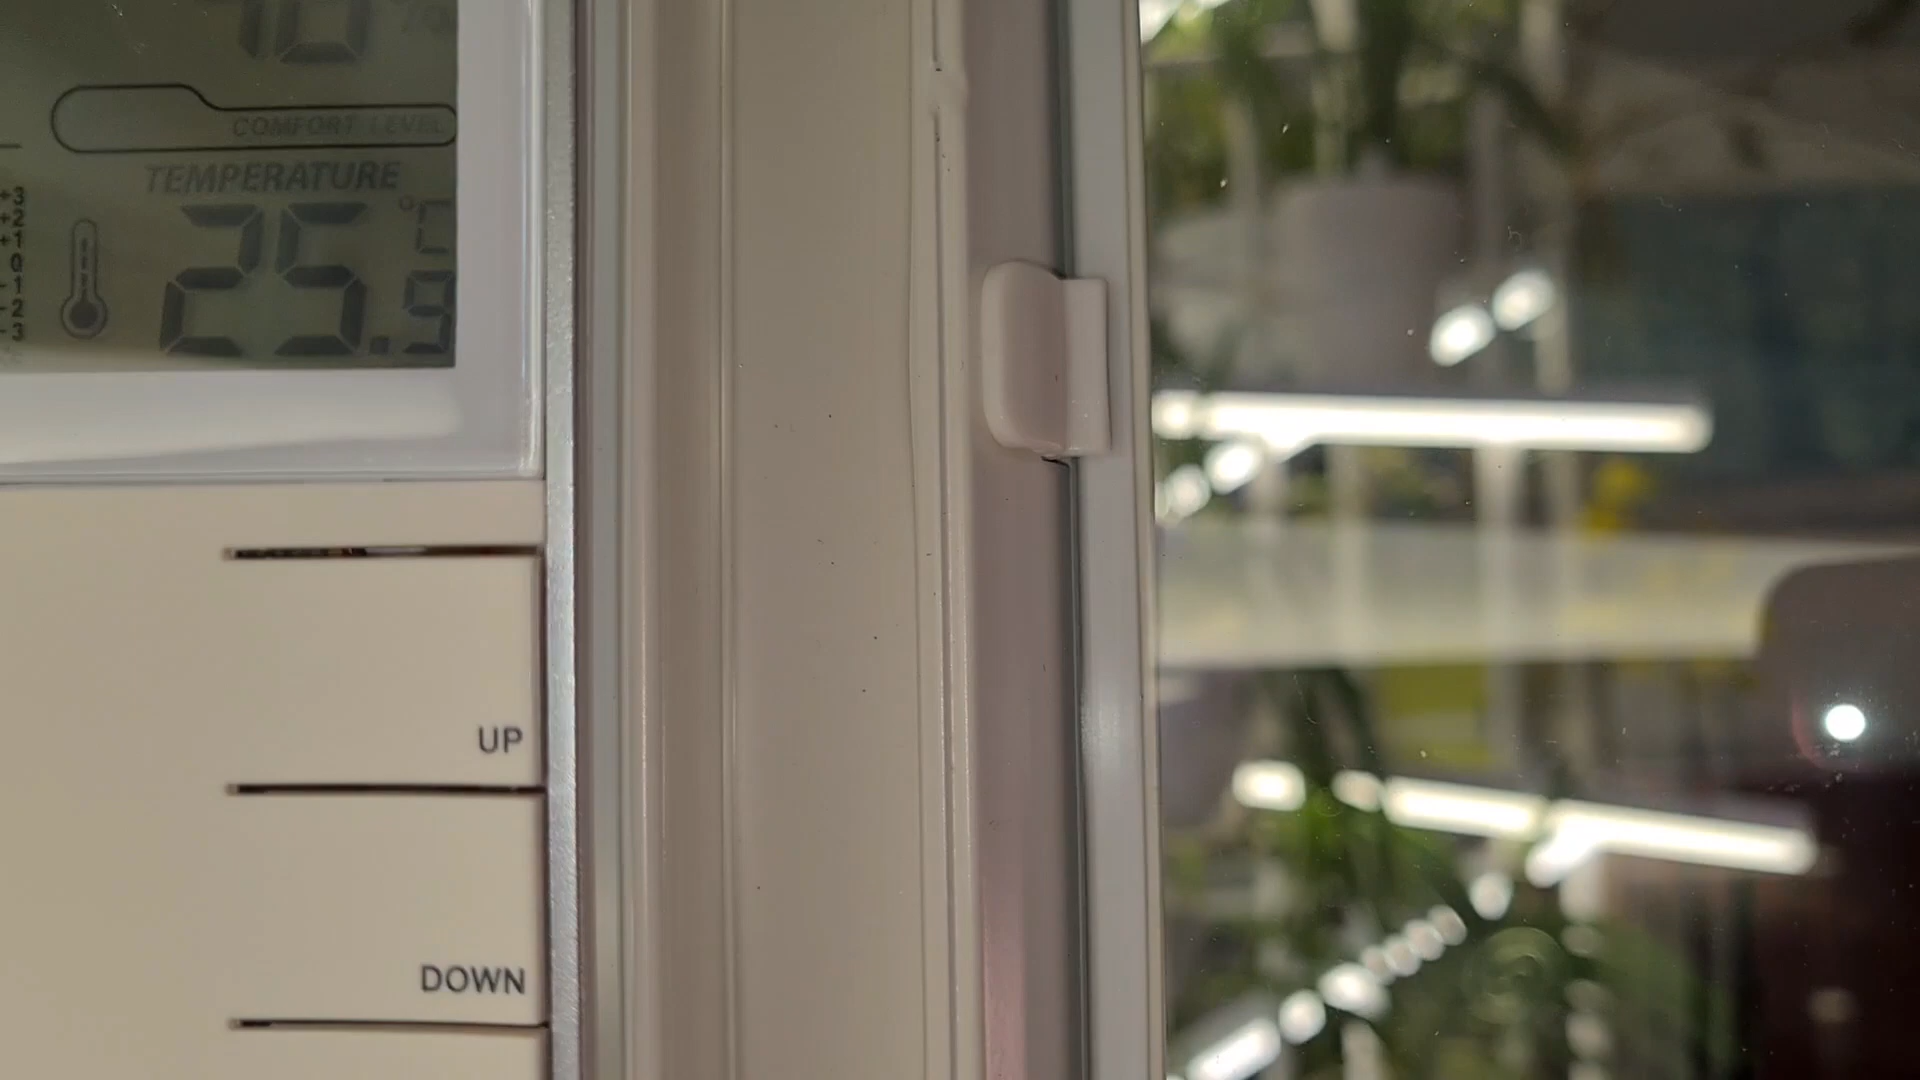 COMFORT LEVEL
TEMPERATURE
°C
25.9
+3
+2
+1
0
-1
-2
-3
UP
DOWN